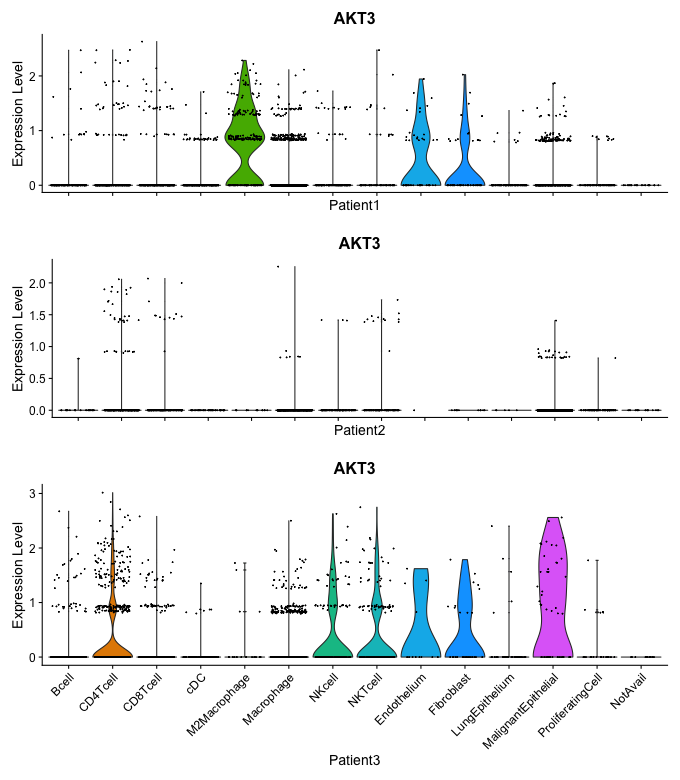 AKT3
Expression Level
2
1
0
Patient1
AKT3
Expression Level
2.0
1.5
1.0
0.5
0.0
Patient2
AKT3
Expression Level
3
2
1
0
Bcell
CD4Tcell
CD8Tcell
cDC
M2Macrophage
Macrophage
NKcell
NKTcell
Endothelium
Fibroblast
LungEpithelium
MalignantEpithelial
ProliferatingCell
NotAvail
Patient3